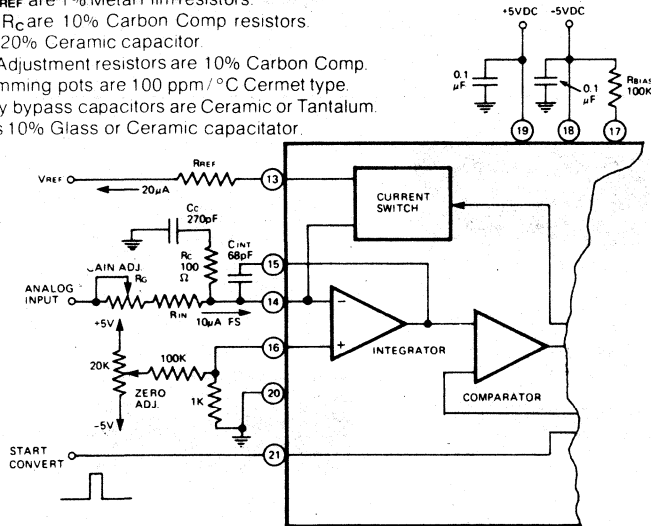 REF are 1% Metal Film resistors.
RC are 10% Carbon Comp resistors.
20% Ceramic capacitor.
Adjustment resistors are 10% Carbon Comp.
mming pots are 100 ppm/°C Cermet type.
y bypass capacitors are Ceramic or Tantalum.
s 10% Glass or Ceramic capacitator.
+5VDC -5VDC
0.1 µF
0.1 µF
RBIAS 100K
19 18 17
VREF
20µA
RREF
13
CURRENT SWITCH
CC 270pF
RC 100 Ω
CINT 68pF
15
GAIN ADJ.
RG
ANALOG INPUT
RIN
10µA FS
14
−
+
INTEGRATOR
COMPARATOR
+5V
20K
100K
16
ZERO ADJ.
1K
20
−5V
START CONVERT
21